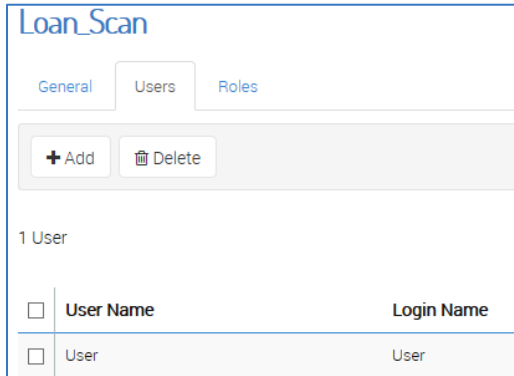 Loan_Scan
General Users Roles
Add Delete
1 User
User Name Login Name
User User